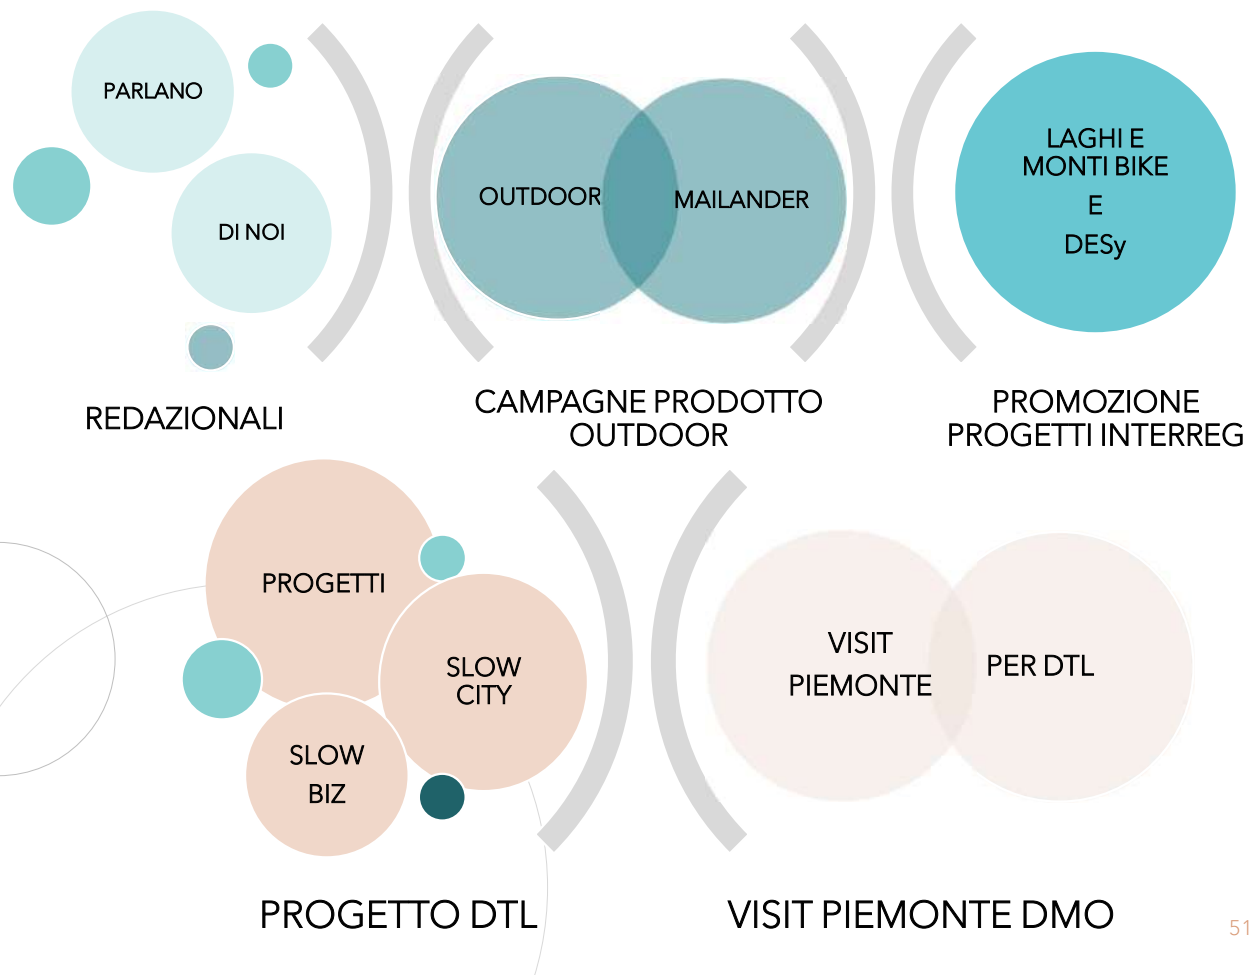 PARLANO
DI NOI
REDAZIONALI
OUTDOOR
MAILANDER
CAMPAGNE PRODOTTO
OUTDOOR
LAGHI E
MONTI BIKE
E
DESy
PROMOZIONE
PROGETTI INTERREG
PROGETTI
SLOW
CITY
SLOW
BIZ
PROGETTO DTL
VISIT
PIEMONTE
PER DTL
VISIT PIEMONTE DMO
51